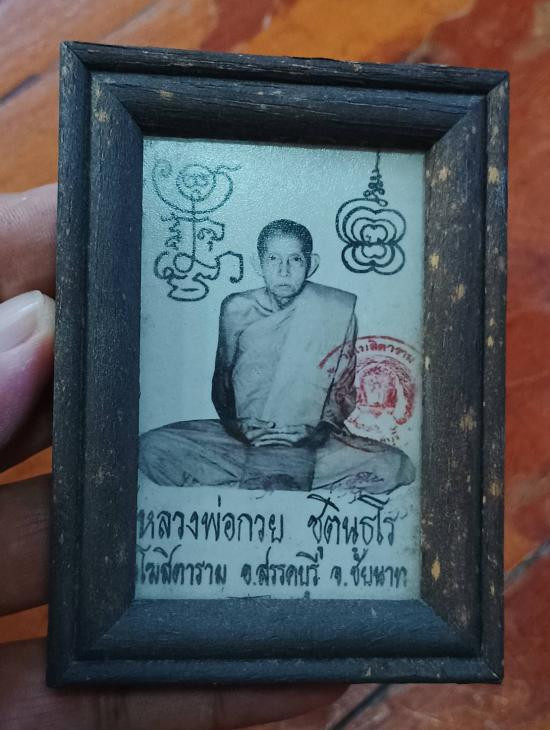 หลวงพ่อกวย ชุตินฺธโร
โฆสิตาราม อ.สรรคบุรี จ.ชัยนาท